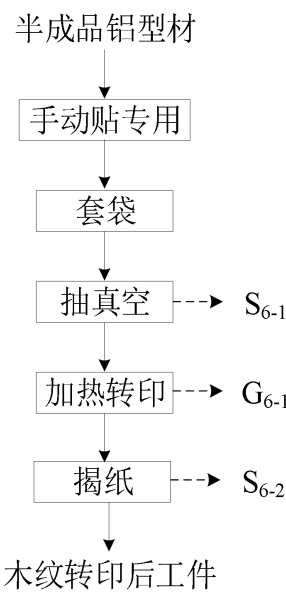 半成品铝型材
手动贴专用
套袋
抽真空
S6-1
加热转印
G6-1
揭纸
S6-2
木纹转印后工件